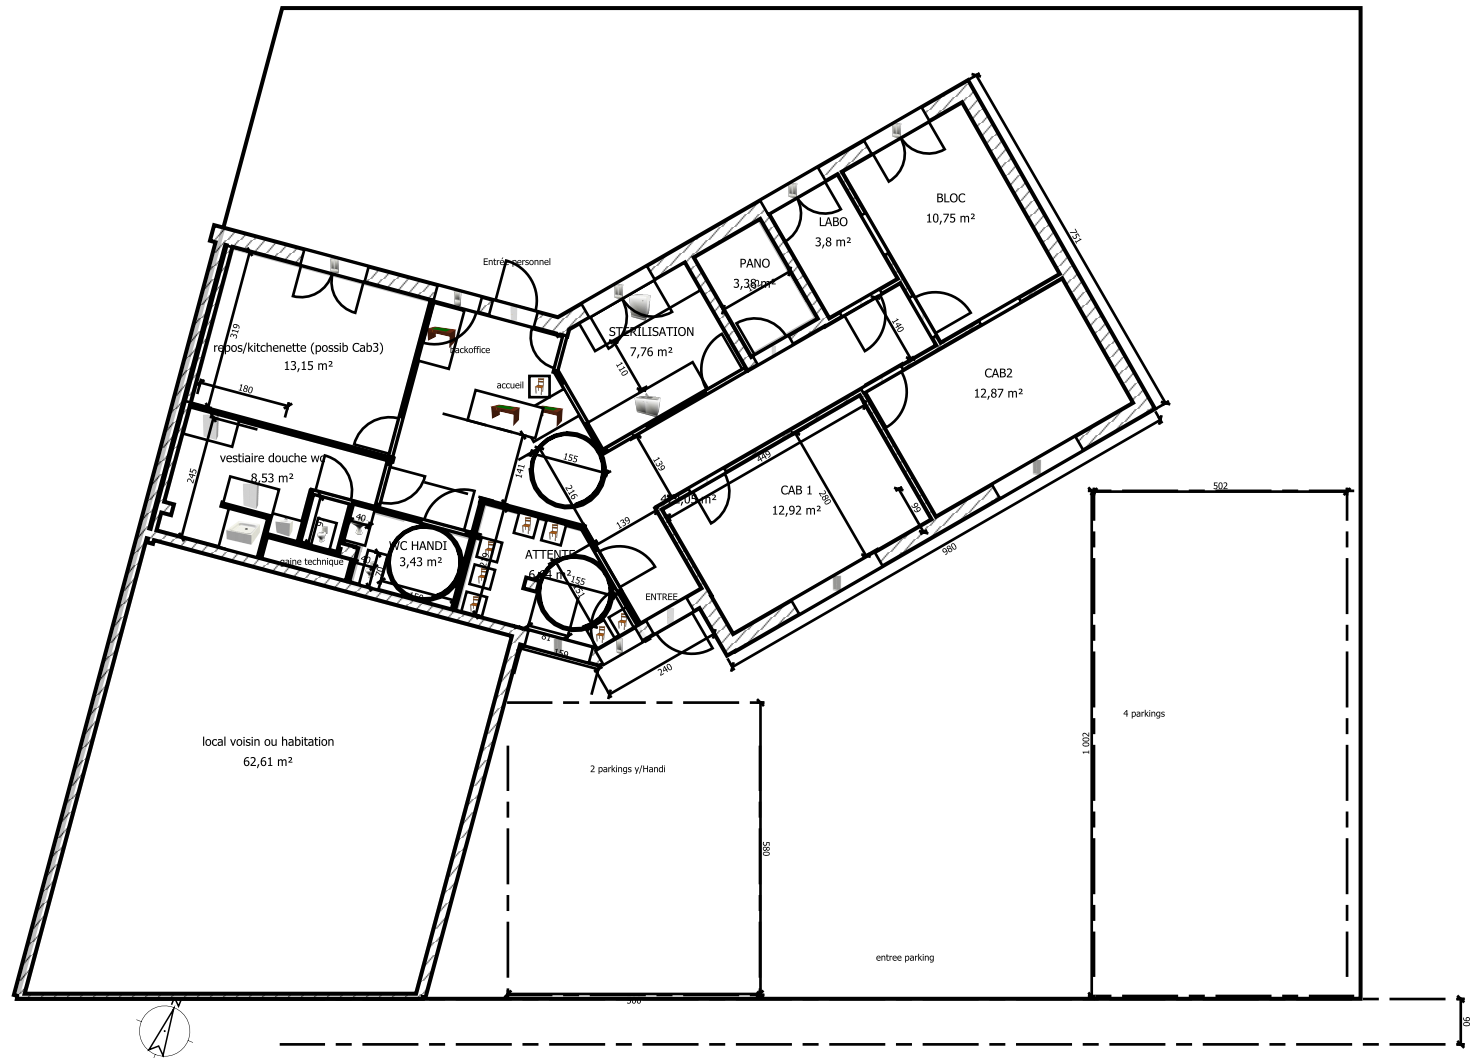 BLOC
10,75 m²
LABO
3,8 m²
751
Entrée personnel
PANO
3,38 m²
STERILISATION
7,76 m²
319
140
repos/kitchenette (possib Cab3)
13,15 m²
backoffice
110
accueil
180
CAB2
12,87 m²
vestiaire douche wc
8,53 m²
155
449
139
141
245
216
CAB 1
12,92 m²
280
99
502
40
139
980
WC HANDI
3,43 m²
ATTENTE
gaine technique
155
ENTREE
61
159
240
4 parkings
local voisin ou habitation
62,61 m²
1 002
2 parkings y/Handi
580
entree parking
N
90